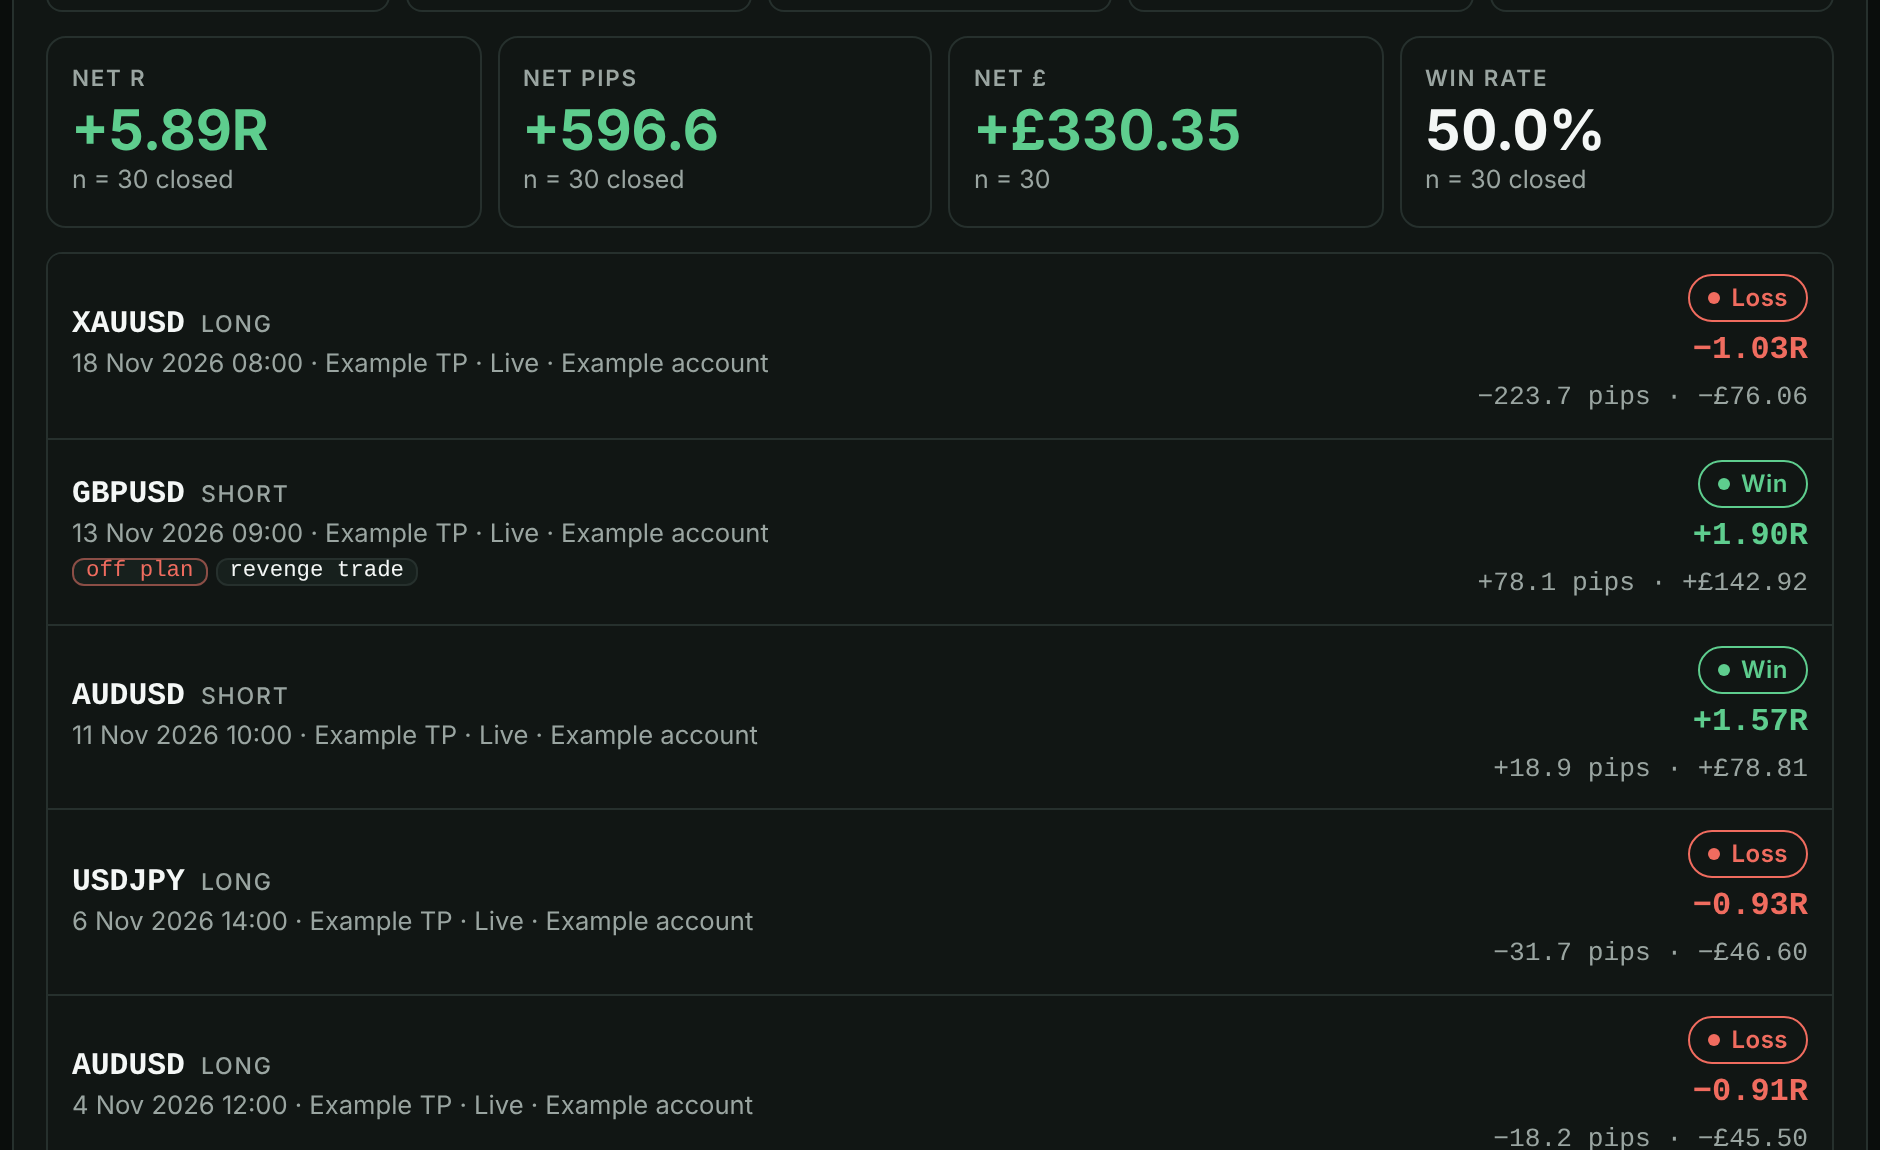 NET R
+5.89R
n = 30 closed
NET PIPS
+596.6
n = 30 closed
NET £
+£330.35
n = 30
WIN RATE
50.0%
n = 30 closed
XAUUSD LONG
18 Nov 2026 08:00 · Example TP · Live · Example account
Loss
−1.03R
−223.7 pips · −£76.06
GBPUSD SHORT
13 Nov 2026 09:00 · Example TP · Live · Example account
off plan revenge trade
Win
+1.90R
+78.1 pips · +£142.92
AUDUSD SHORT
11 Nov 2026 10:00 · Example TP · Live · Example account
Win
+1.57R
+18.9 pips · +£78.81
USDJPY LONG
6 Nov 2026 14:00 · Example TP · Live · Example account
Loss
−0.93R
−31.7 pips · −£46.60
AUDUSD LONG
4 Nov 2026 12:00 · Example TP · Live · Example account
Loss
−0.91R
−18.2 pips · −£45.50